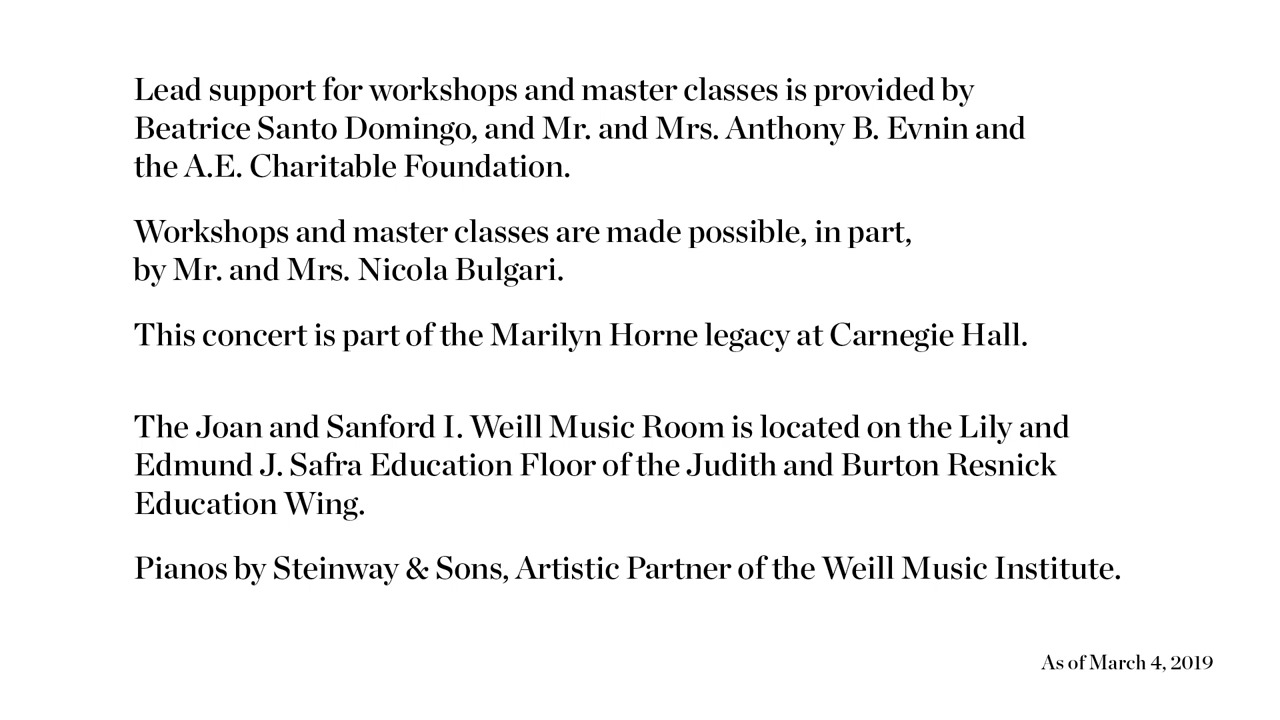 Lead support for workshops and master classes is provided by
Beatrice Santo Domingo, and Mr. and Mrs. Anthony B. Evnin and
the A.E. Charitable Foundation.
Workshops and master classes are made possible, in part,
by Mr. and Mrs. Nicola Bulgari.
This concert is part of the Marilyn Horne legacy at Carnegie Hall.
The Joan and Sanford I. Weill Music Room is located on the Lily and
Edmund J. Safra Education Floor of the Judith and Burton Resnick
Education Wing.
Pianos by Steinway & Sons, Artistic Partner of the Weill Music Institute.
As of March 4, 2019